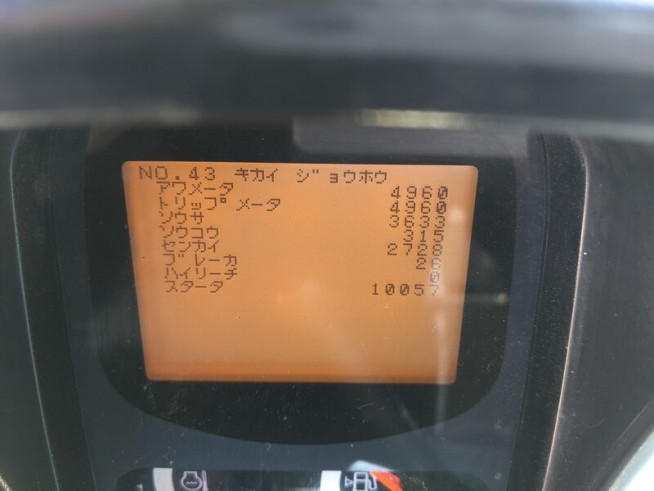 NO.43 キカイ ジョウホウ
アワメータ 4960
トリップメータ 4960
ソウサ 3633
ソウコウ 315
センカイ 2728
ブレーカ 26
ハイリーチ 0
スタータ 10057